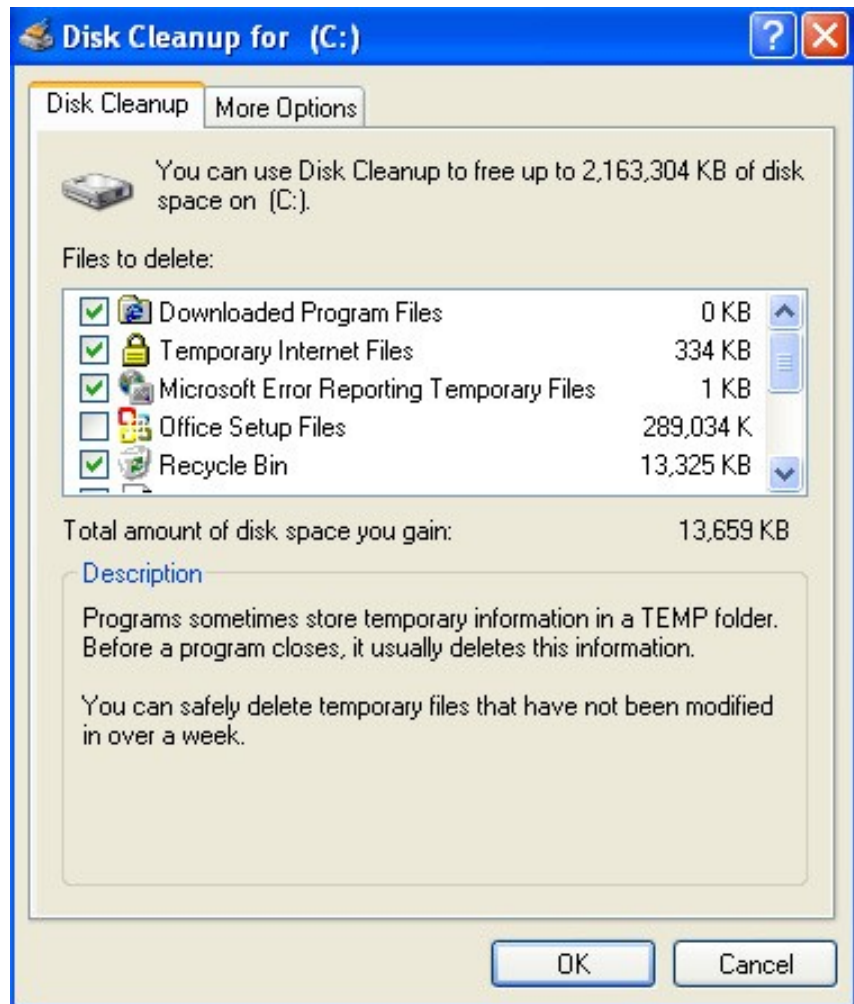 Disk Cleanup for (C:)
Disk Cleanup
More Options
You can use Disk Cleanup to free up to 2,163,304 KB of disk
space on (C:).
Files to delete:
Downloaded Program Files 0 KB
Temporary Internet Files 334 KB
Microsoft Error Reporting Temporary Files 1 KB
Office Setup Files 289,034 K
Recycle Bin 13,325 KB
Total amount of disk space you gain: 13,659 KB
Description
Programs sometimes store temporary information in a TEMP folder.
Before a program closes, it usually deletes this information.
You can safely delete temporary files that have not been modified
in over a week.
OK
Cancel